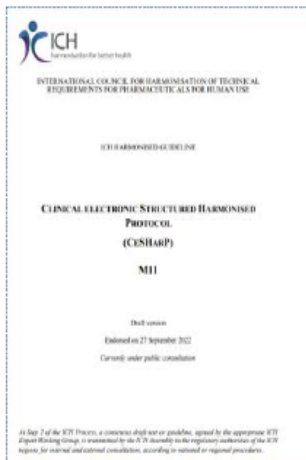 ICH
harmonisation for better health
INTERNATIONAL COUNCIL FOR HARMONISATION OF TECHNICAL
REQUIREMENTS FOR PHARMACEUTICALS FOR HUMAN USE
ICH HARMONISED GUIDELINE
CLINICAL ELECTRONIC STRUCTURED HARMONISED
PROTOCOL
(CESHARP)
M11
Draft version
Endorsed on 27 September 2022
Currently under public consultation
At Step 2 of the ICH Process, a consensus draft text or guideline, agreed by the appropriate ICH
Expert Working Group, is transmitted by the ICH Assembly to the regulatory authorities of the ICH
regions for internal and external consultation, according to national or regional procedures.